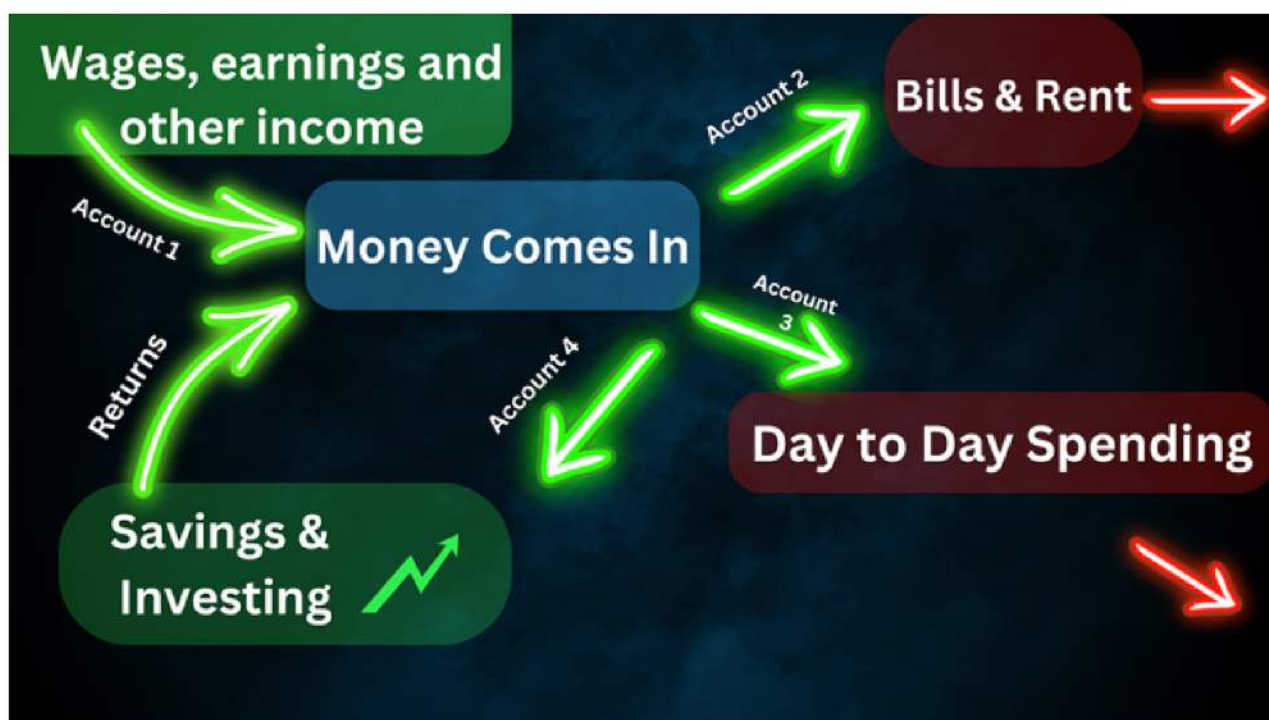 Wages, earnings and
other income
Account 1
Money Comes In
Account 2
Bills & Rent
Account
3
Day to Day Spending
Account 4
Returns
Savings &
Investing